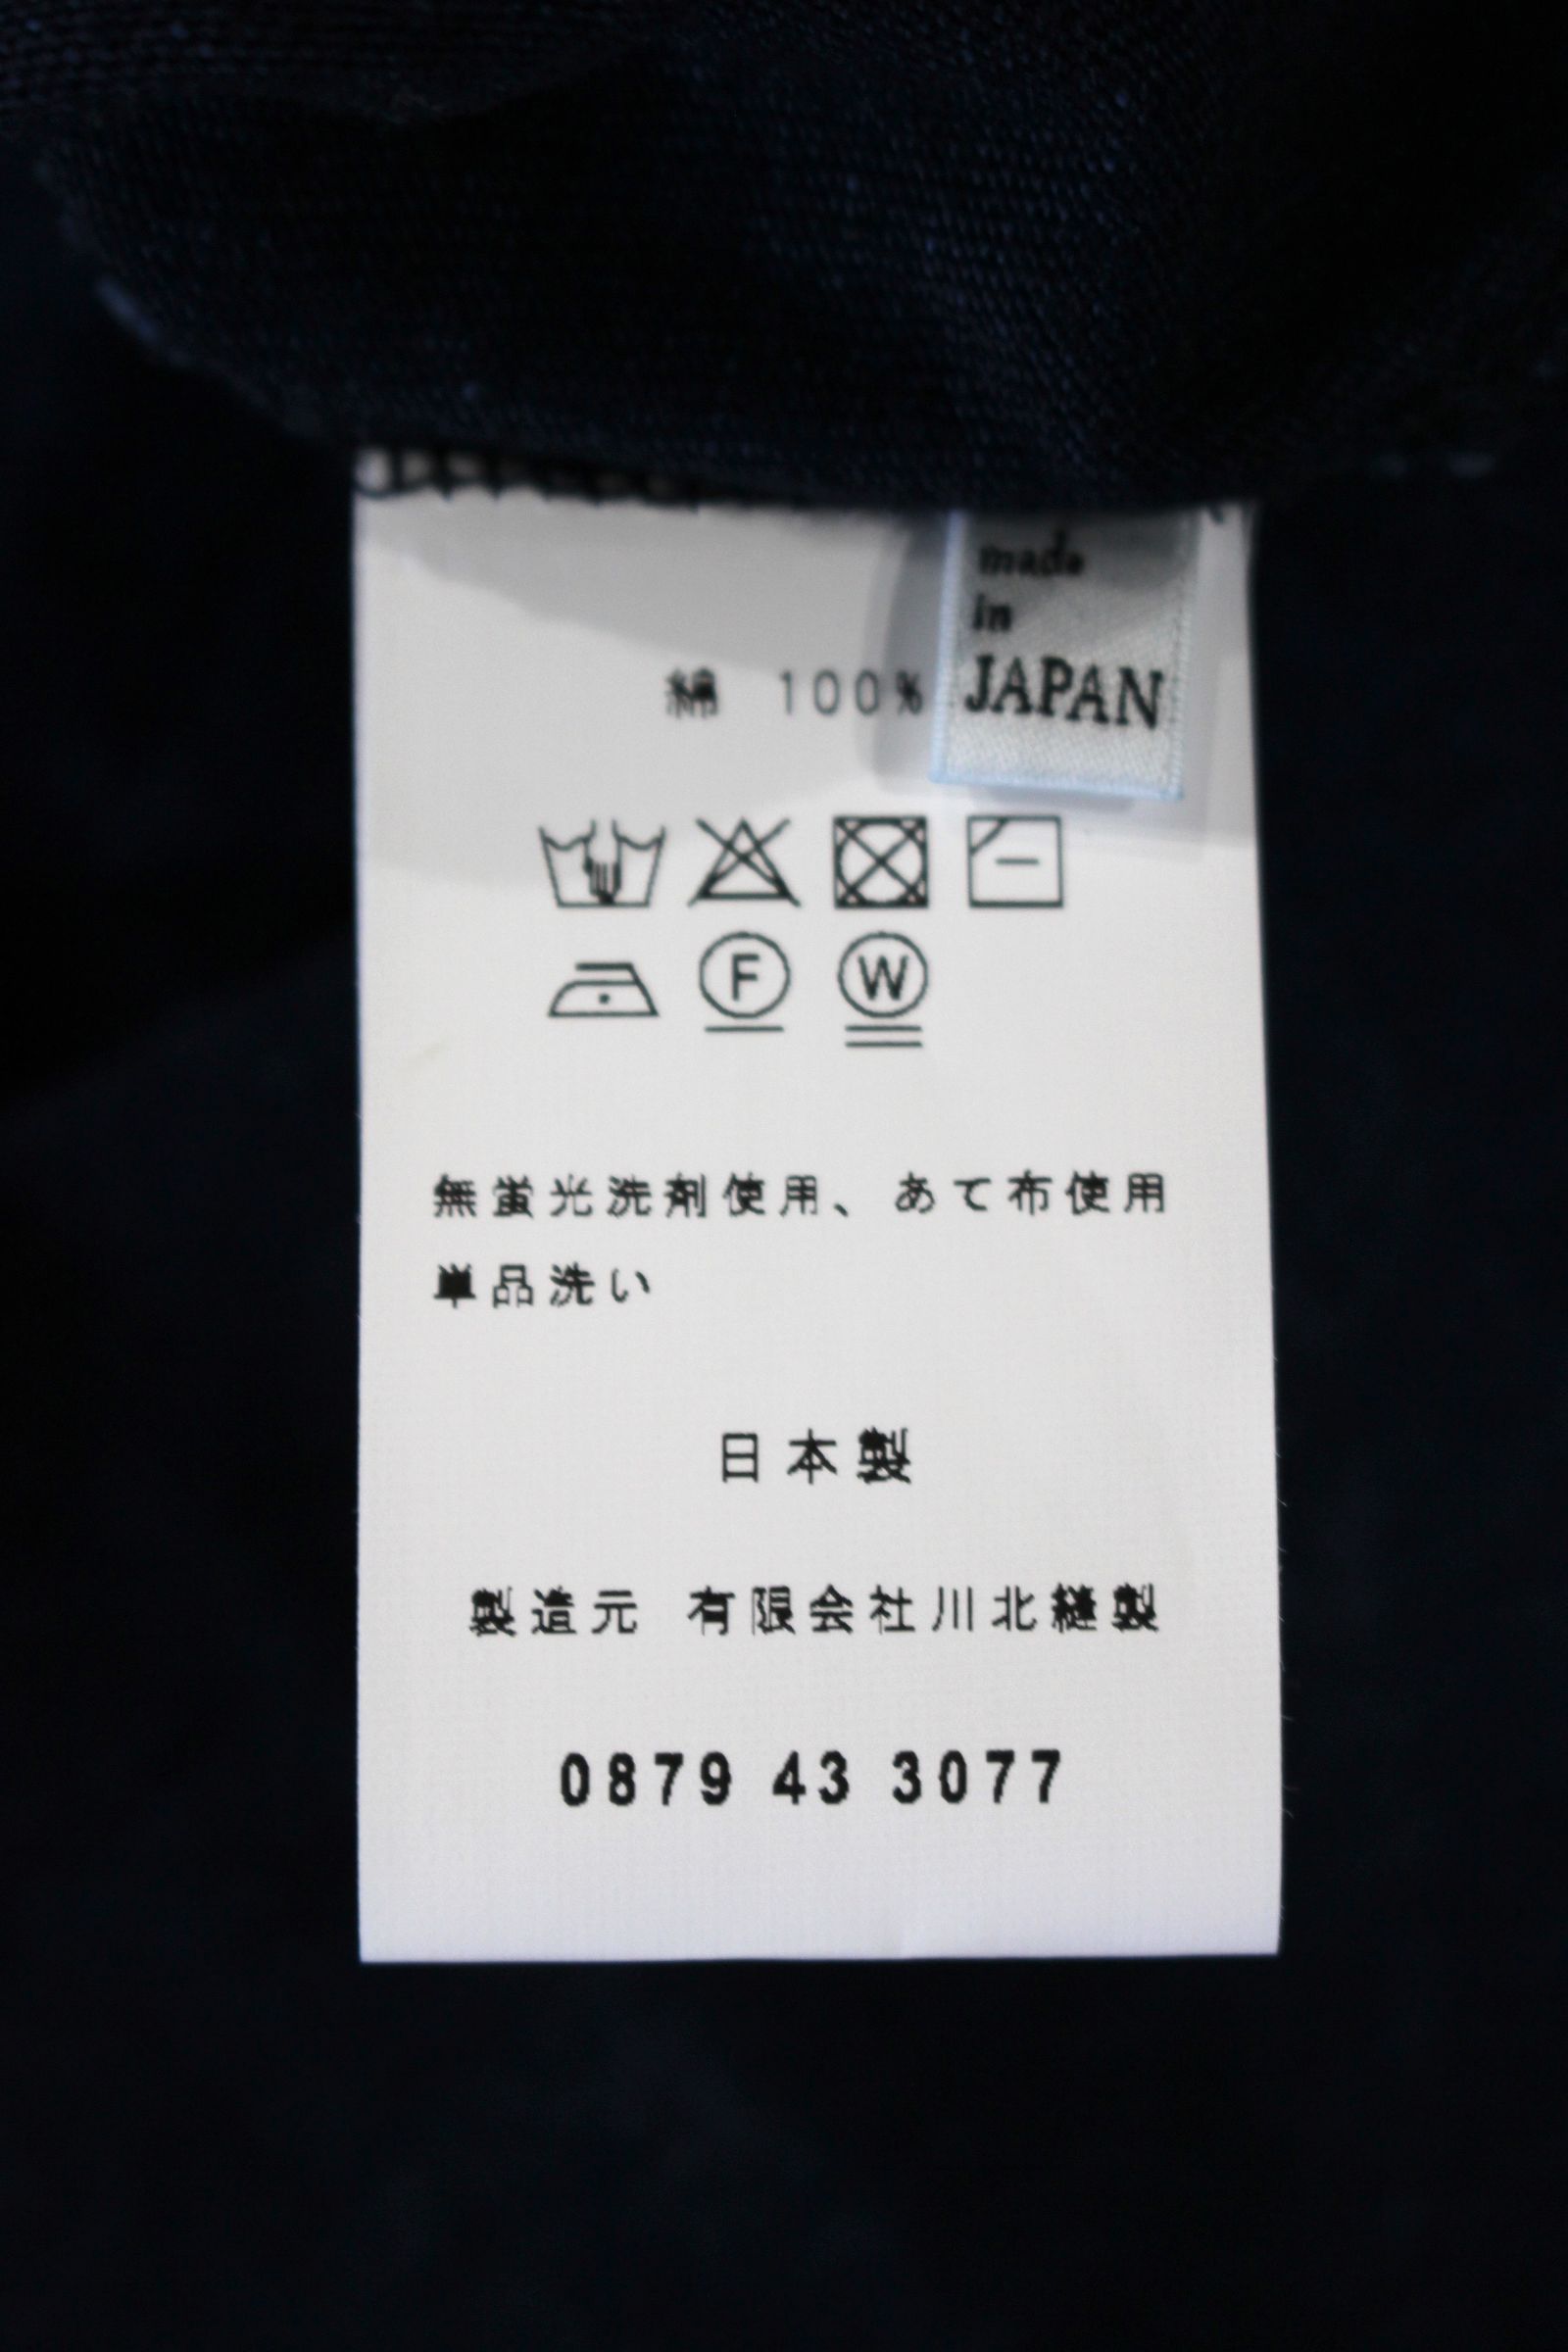 made
in
JAPAN
綿 100%
F W
無蛍光洗剤使用、あて布使用
単品洗い
日本製
製造元 有限会社川北縫製
0879 43 3077